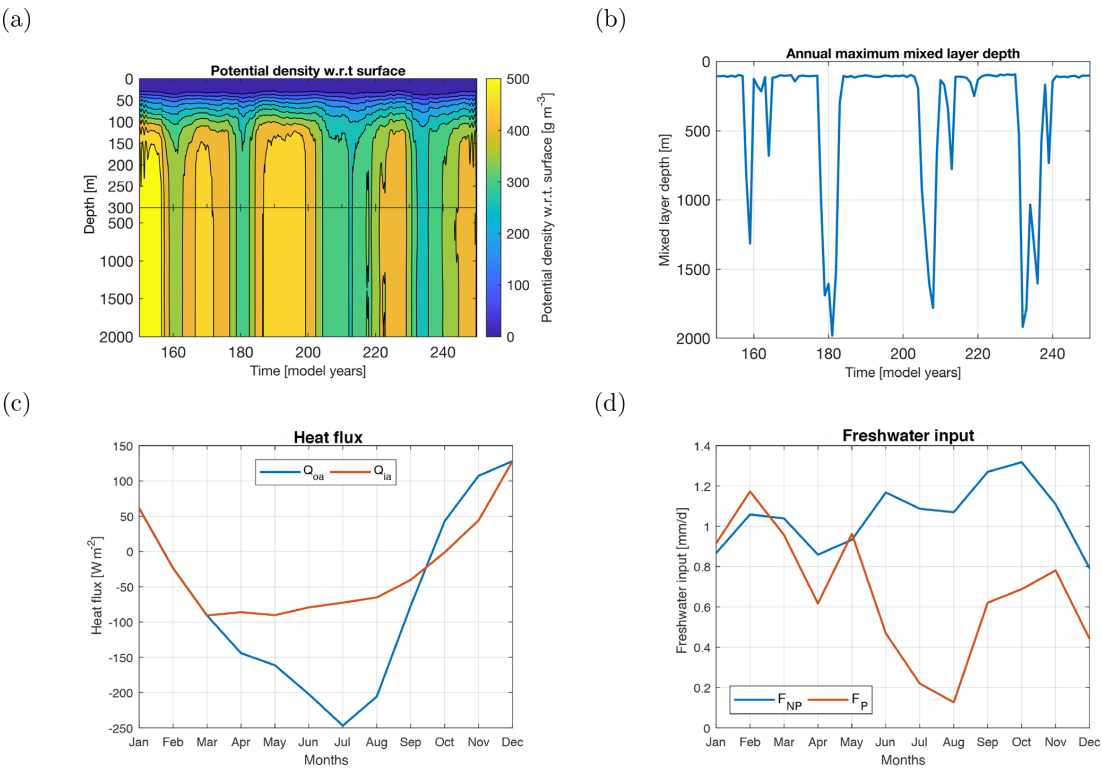 (a)
Potential density w.r.t surface
0
50
100
150
200
250
300
500
1000
1500
2000
Depth [m]
160 180 200 220 240
Time [model years]
500
400
300
200
100
0
Potential density w.r.t. surface [g m-3]
(b)
Annual maximum mixed layer depth
0
500
1000
1500
2000
Mixed layer depth [m]
160 180 200 220 240
Time [model years]
(c)
Heat flux
150
100
50
0
-50
-100
-150
-200
-250
Heat flux [W m-2]
Qoa Qia
Jan Feb Mar Apr May Jun Jul Aug Sep Oct Nov Dec
Months
(d)
Freshwater input
1.4
1.2
1
0.8
0.6
0.4
0.2
0
Freshwater input [mm/d]
FNP FP
Jan Feb Mar Apr May Jun Jul Aug Sep Oct Nov Dec
Months